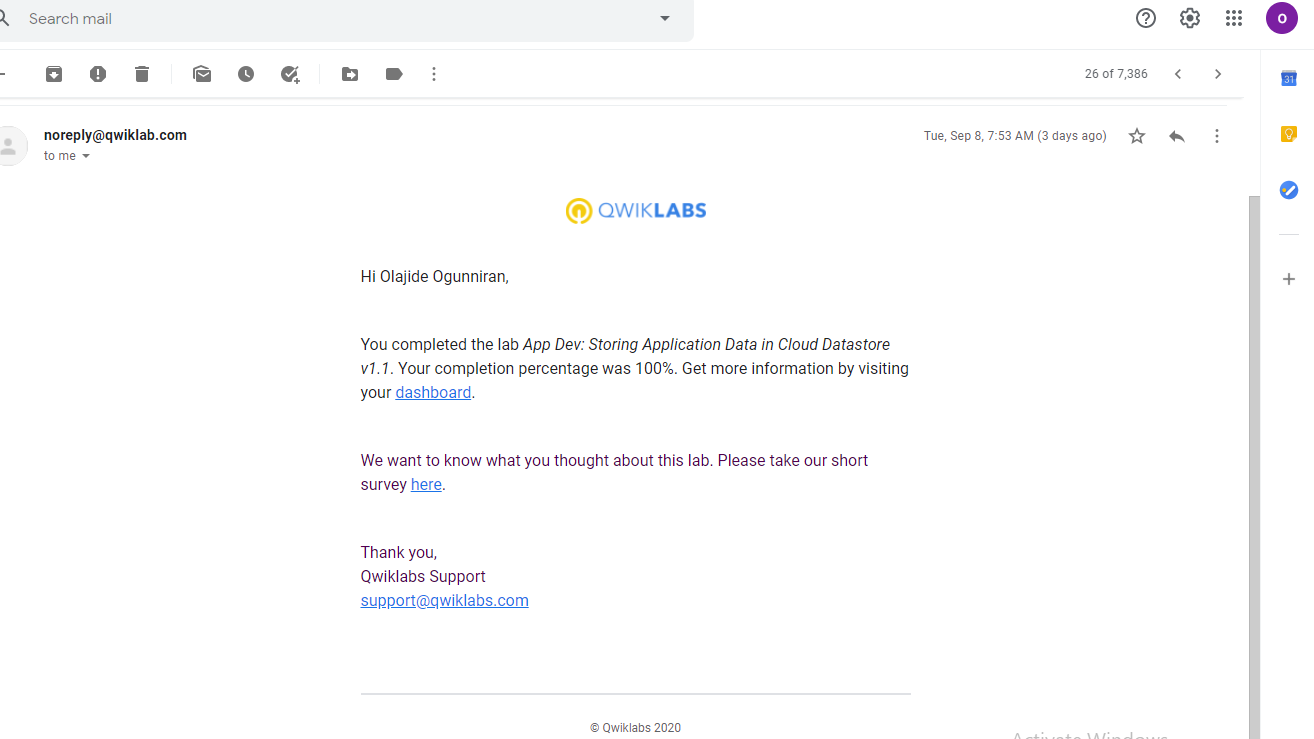 Search mail
O
26 of 7,386
31
noreply@qwiklab.com
Tue, Sep 8, 7:53 AM (3 days ago)
to me
QWIKLABS
Hi Olajide Ogunniran,
You completed the lab App Dev: Storing Application Data in Cloud Datastore
v1.1. Your completion percentage was 100%. Get more information by visiting
your dashboard.
We want to know what you thought about this lab. Please take our short
survey here.
Thank you,
Qwiklabs Support
support@qwiklabs.com
© Qwiklabs 2020
Activate Windows